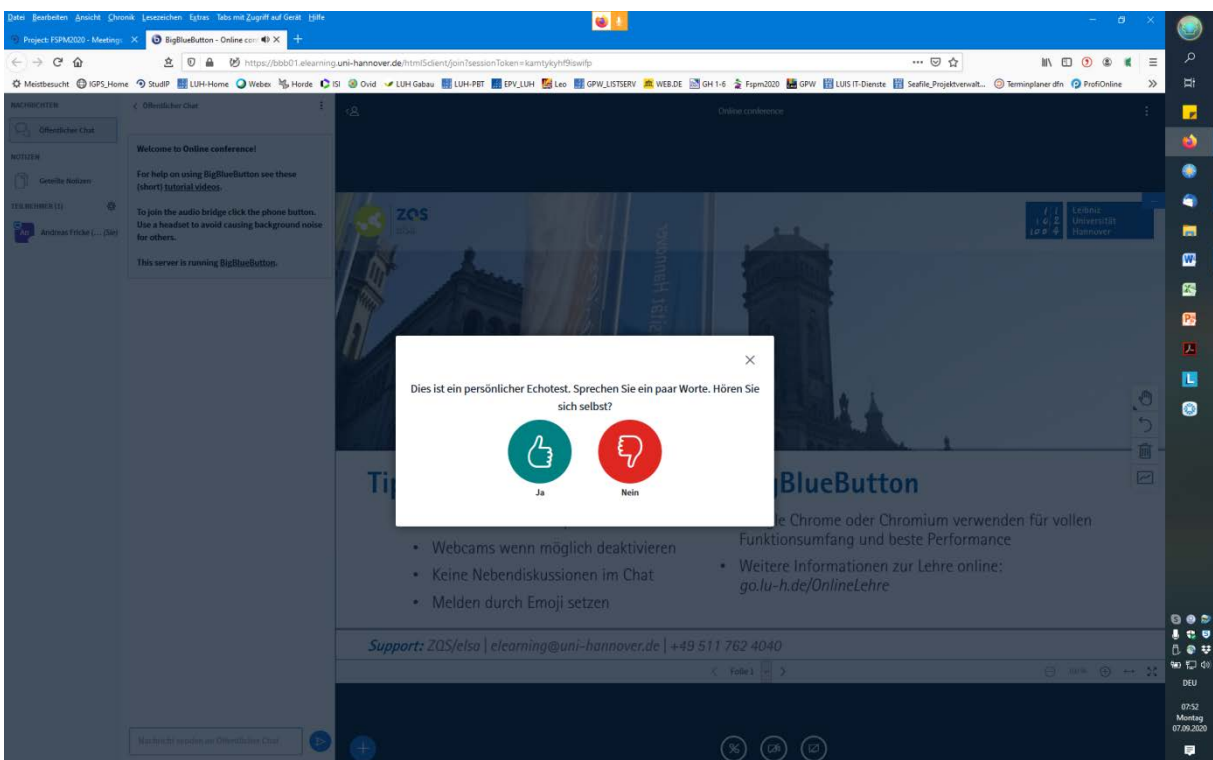 Datei Bearbeiten Ansicht Chronik Lesezeichen Extras Tabs mit Zugriff auf Gerät Hilfe
Project: FSPM2020 - Meetings
BigBlueButton - Online con
https://bbb01.elearning.uni-hannover.de/html5client/join?sessionToken=kamtykyhf9iswifp
Meistbesucht IGPS_Home StudIP LUH-Home Webex Horde ISI Ovid LUH Gabau LUH-PBT EPV_LUH Leo GPW_LISTSERV WEB.DE GH 1-6 Fspm2020 GPW LUIS IT-Dienste Seafile_Projektverwalt... Terminplaner dfn ProfiOnline
NACHRICHTEN
Öffentlicher Chat
NOTIZEN
Geteilte Notizen
TEILNEHMER (1)
An
Andreas Fricke (... (Sie)
Öffentlicher Chat
Welcome to Online conference!
For help on using BigBlueButton see these
(short) tutorial videos.
To join the audio bridge click the phone button.
Use a headset to avoid causing background noise
for others.
This server is running BigBlueButton.
Nachricht senden an Öffentlicher Chat
Online conference
ZQS
elsa
Leibniz
Universität
Hannover
Dies ist ein persönlicher Echotest. Sprechen Sie ein paar Worte. Hören Sie
sich selbst?
Ja
Nein
BlueButton
• Webcams wenn möglich deaktivieren
• Keine Nebendiskussionen im Chat
• Melden durch Emoji setzen
le Chrome oder Chromium verwenden für vollen
Funktionsumfang und beste Performance
• Weitere Informationen zur Lehre online:
go.lu-h.de/OnlineLehre
Support: ZQS/elsa | elearning@uni-hannover.de | +49 511 762 4040
Folie 1
DEU
07:52
Montag
07.09.2020